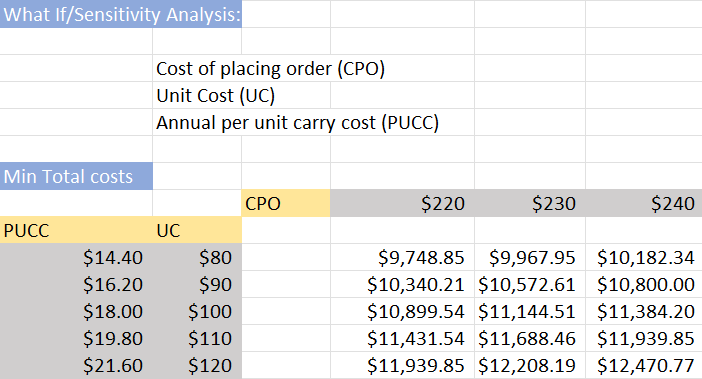 What If/Sensitivity Analysis:
Cost of placing order (CPO)
Unit Cost (UC)
Annual per unit carry cost (PUCC)
Min Total costs
CPO $220 $230 $240
PUCC UC
$14.40 $80 $9,748.85 $9,967.95 $10,182.34
$16.20 $90 $10,340.21 $10,572.61 $10,800.00
$18.00 $100 $10,899.54 $11,144.51 $11,384.20
$19.80 $110 $11,431.54 $11,688.46 $11,939.85
$21.60 $120 $11,939.85 $12,208.19 $12,470.77